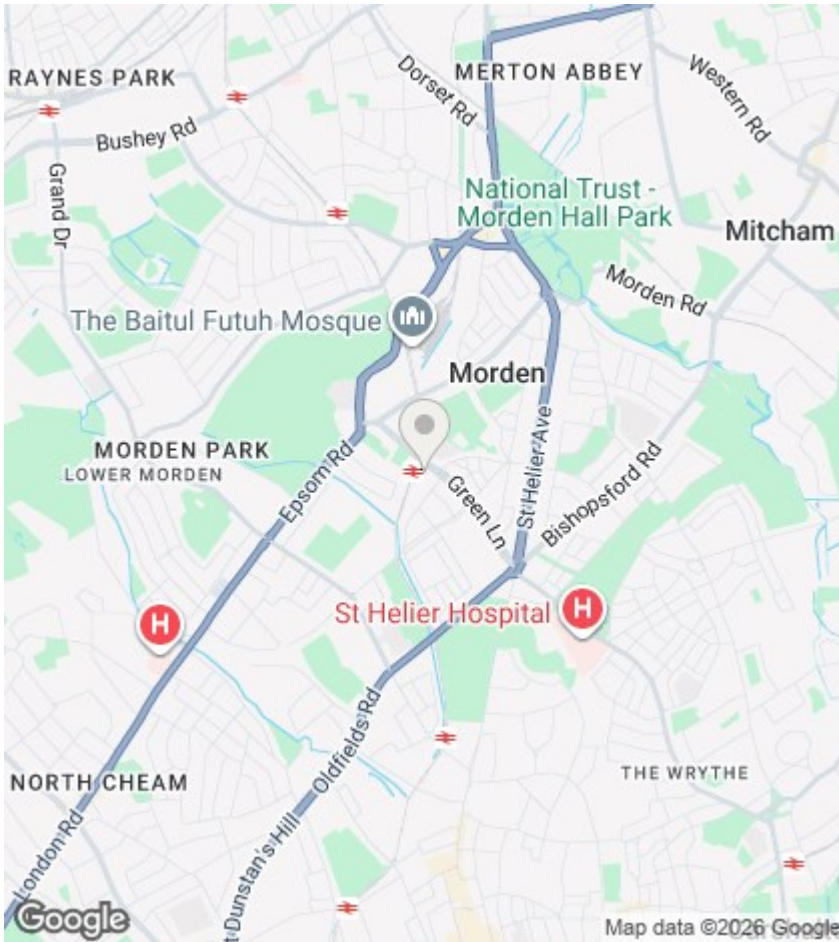 RAYNES PARK
MERTON ABBEY
Dorset Rd
Western Rd
Bushey Rd
Grand Dr
National Trust -
Morden Hall Park
Mitcham
Morden Rd
The Baitul Futuh Mosque
Morden
MORDEN PARK
LOWER MORDEN
Epsom Rd
St Helier Ave
Green Ln
Bishopsford Rd
St Helier Hospital
H
H
Oldfields Rd
NORTH CHEAM
THE WRYTHE
London Rd
t Dunstan's Hill
Google
Map data ©2026 Google